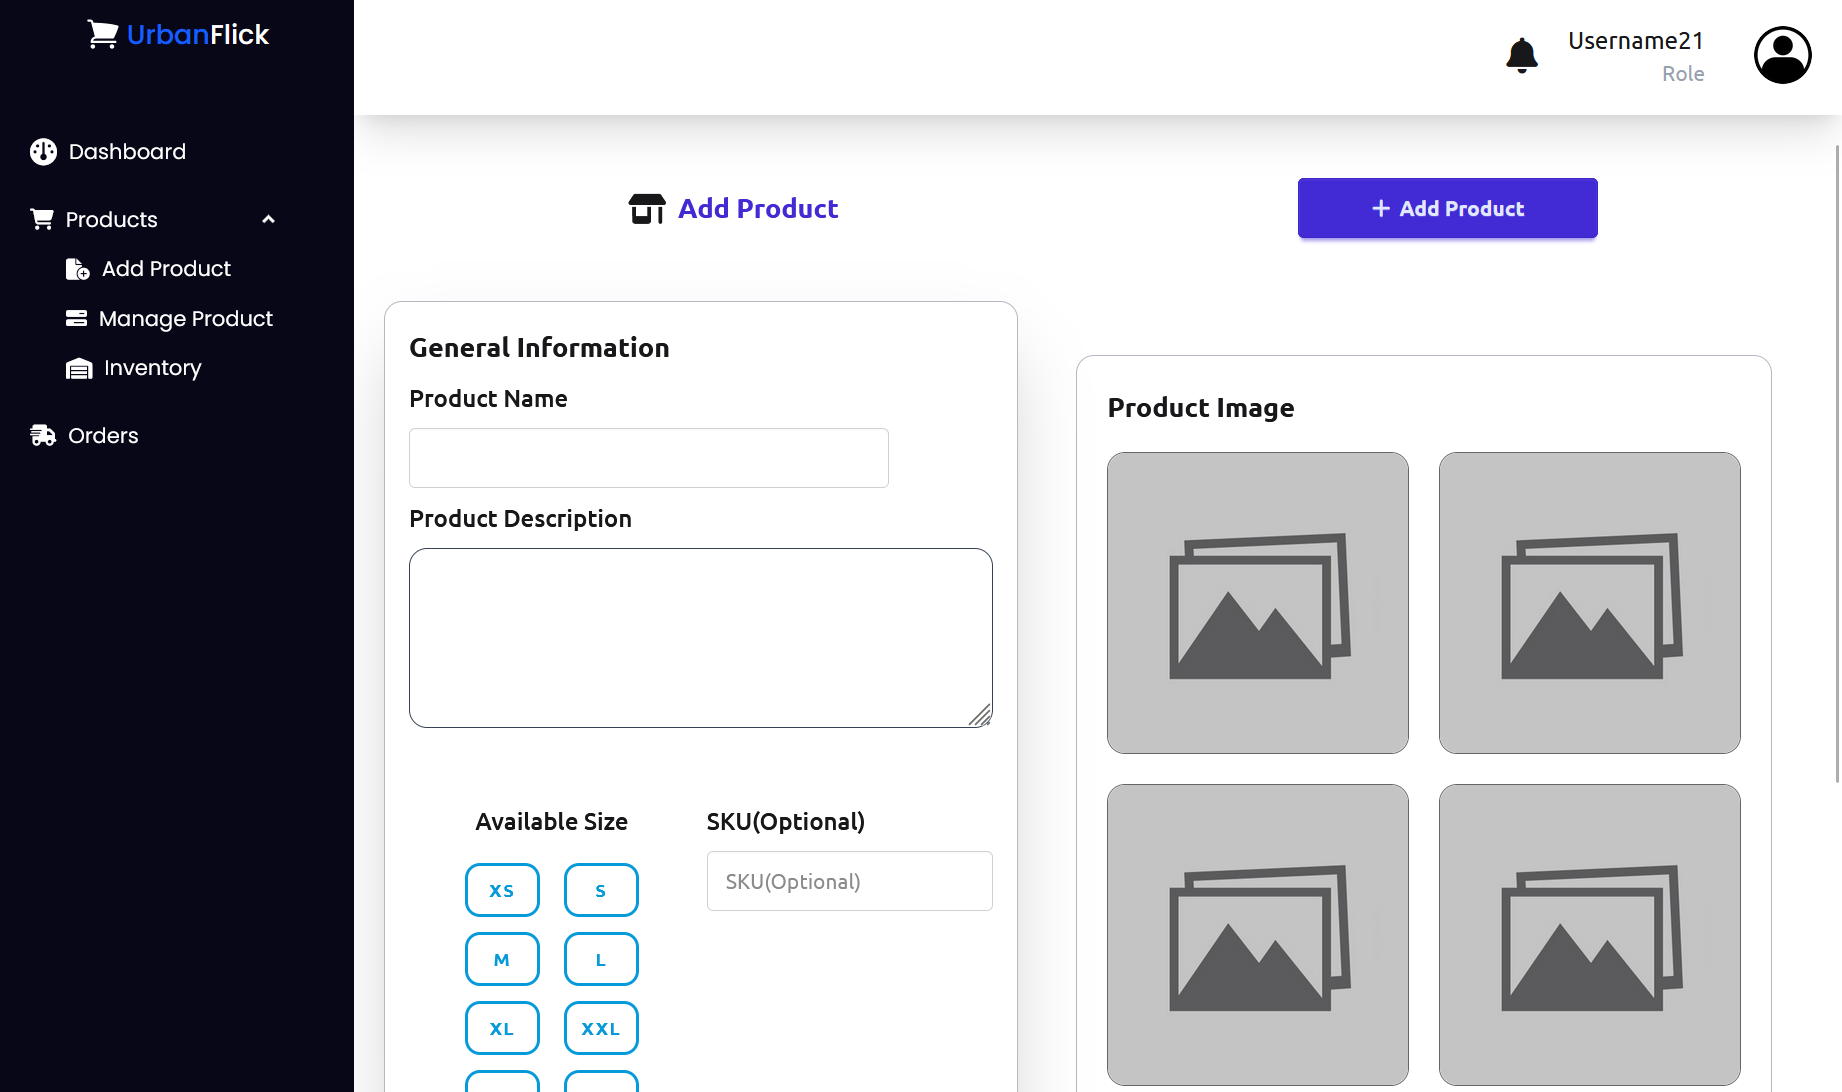 UrbanFlick
Dashboard
Products
Add Product
Manage Product
Inventory
Orders
Username21
Role
Add Product
+ Add Product
General Information
Product Name
Product Description
Available Size
XS
S
M
L
XL
XXL
SKU(Optional)
SKU(Optional)
Product Image